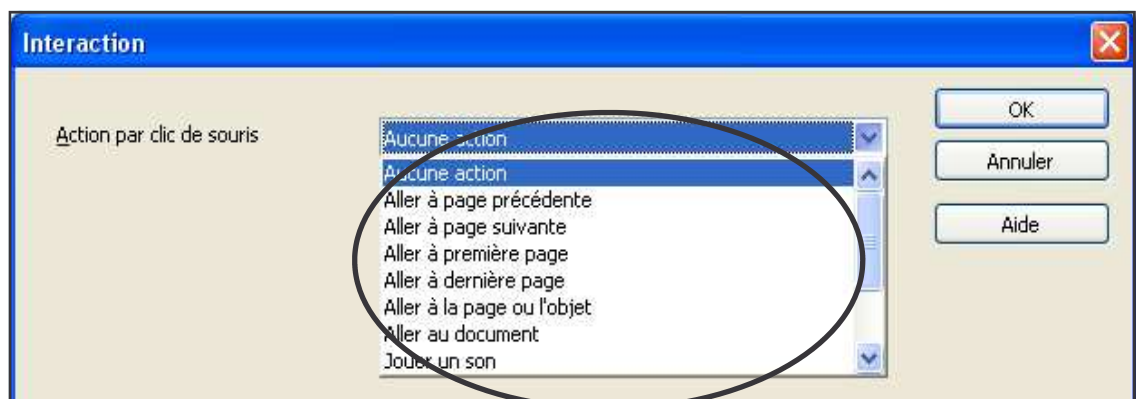 Interaction
Action par clic de souris
Aucune action
Aucune action
Aller à page précédente
Aller à page suivante
Aller à première page
Aller à dernière page
Aller à la page ou l'objet
Aller au document
Jouer un son
OK
Annuler
Aide